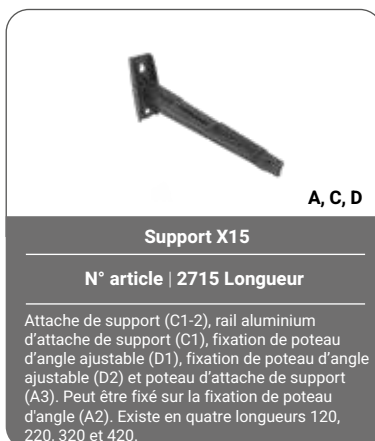 A, C, D
Support X15
N° article | 2715 Longueur
Attache de support (C1-2), rail aluminium
d'attache de support (C1), fixation de poteau
d'angle ajustable (D1), fixation de poteau d'angle
ajustable (D2) et poteau d'attache de support
(A3). Peut être fixé sur la fixation de poteau
d'angle (A2). Existe en quatre longueurs 120,
220, 320 et 420.